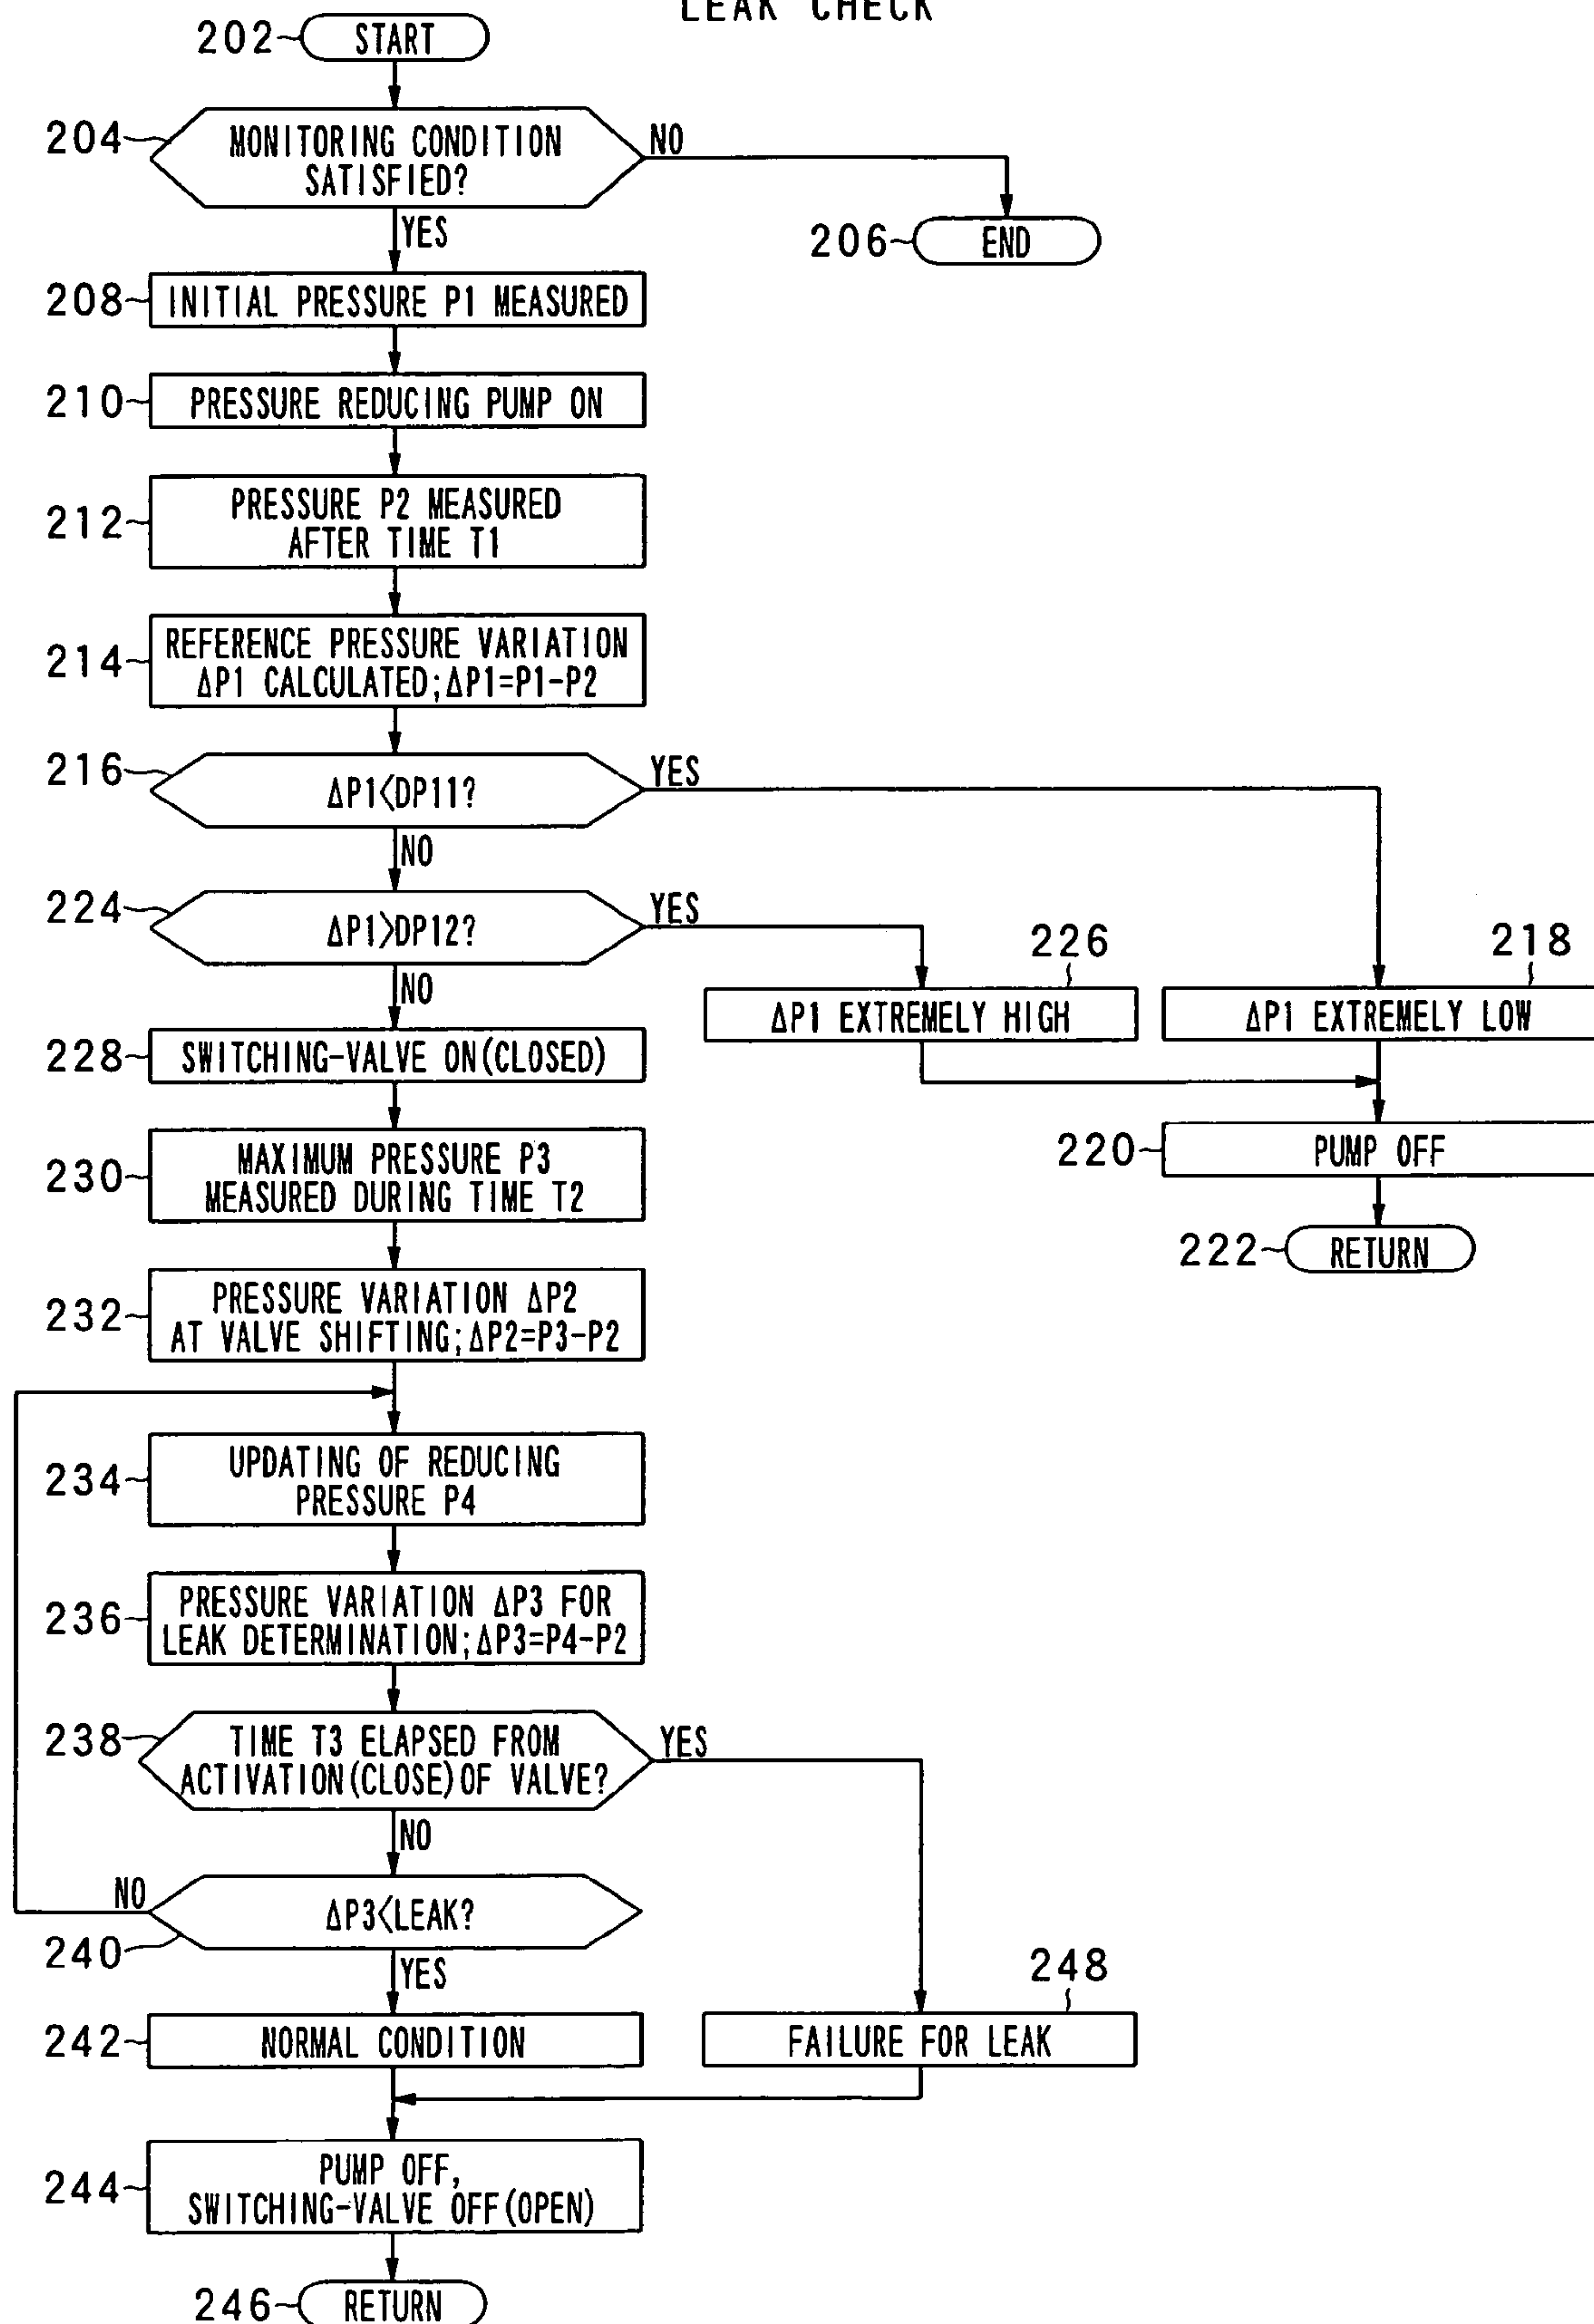 LEAK CHECK
202
START
204
MONITORING CONDITION
SATISFIED?
NO
YES
206
END
208
INITIAL PRESSURE P1 MEASURED
210
PRESSURE REDUCING PUMP ON
212
PRESSURE P2 MEASURED
AFTER TIME T1
214
REFERENCE PRESSURE VARIATION
ΔP1 CALCULATED;ΔP1=P1-P2
216
ΔP1<DP11?
YES
NO
224
ΔP1>DP12?
YES
NO
226
ΔP1 EXTREMELY HIGH
218
ΔP1 EXTREMELY LOW
228
SWITCHING-VALVE ON(CLOSED)
220
PUMP OFF
230
MAXIMUM PRESSURE P3
MEASURED DURING TIME T2
222
RETURN
232
PRESSURE VARIATION ΔP2
AT VALVE SHIFTING;ΔP2=P3-P2
234
UPDATING OF REDUCING
PRESSURE P4
236
PRESSURE VARIATION ΔP3 FOR
LEAK DETERMINATION;ΔP3=P4-P2
238
TIME T3 ELAPSED FROM
ACTIVATION(CLOSE)OF VALVE?
YES
NO
240
ΔP3<LEAK?
NO
YES
242
NORMAL CONDITION
248
FAILURE FOR LEAK
244
PUMP OFF,
SWITCHING-VALVE OFF(OPEN)
246
RETURN